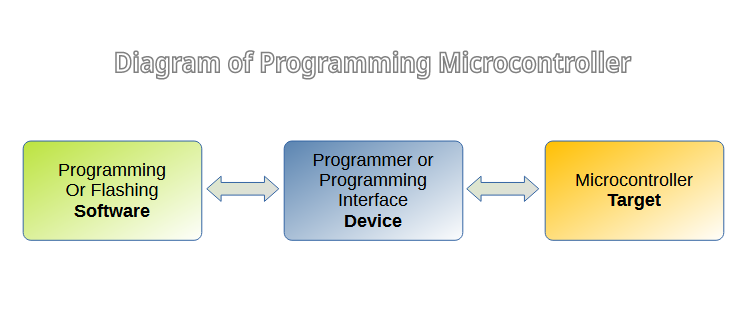 Diagram of Programming Microcontroller
Programming
Or Flashing
Software
Programmer or
Programming
Interface
Device
Microcontroller
Target